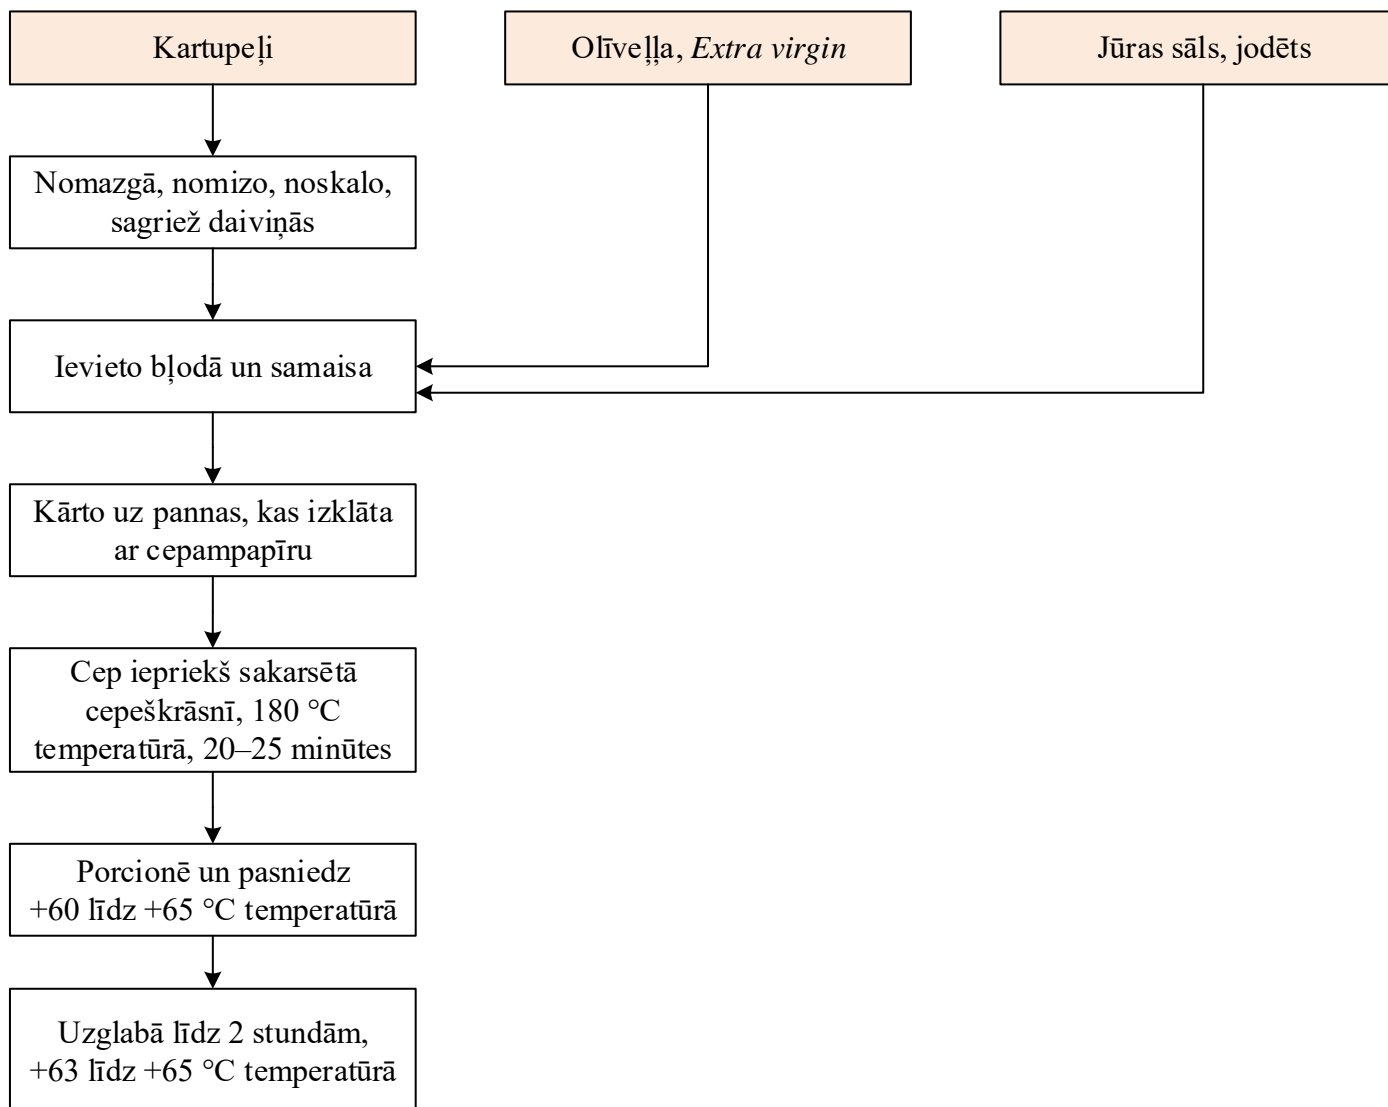 Kartupeļi
Olīveļļa, Extra virgin
Jūras sāls, jodēts
Nomazgā, nomizo, noskalo,
sagriež daiviņās
Ievieto bļodā un samaisa
Kārto uz pannas, kas izklāta
ar cepampapīru
Cep iepriekš sakarsētā
cepeškrāsnī, 180 °C
temperatūrā, 20–25 minūtes
Porcionē un pasniedz
+60 līdz +65 °C temperatūrā
Uzglabā līdz 2 stundām,
+63 līdz +65 °C temperatūrā